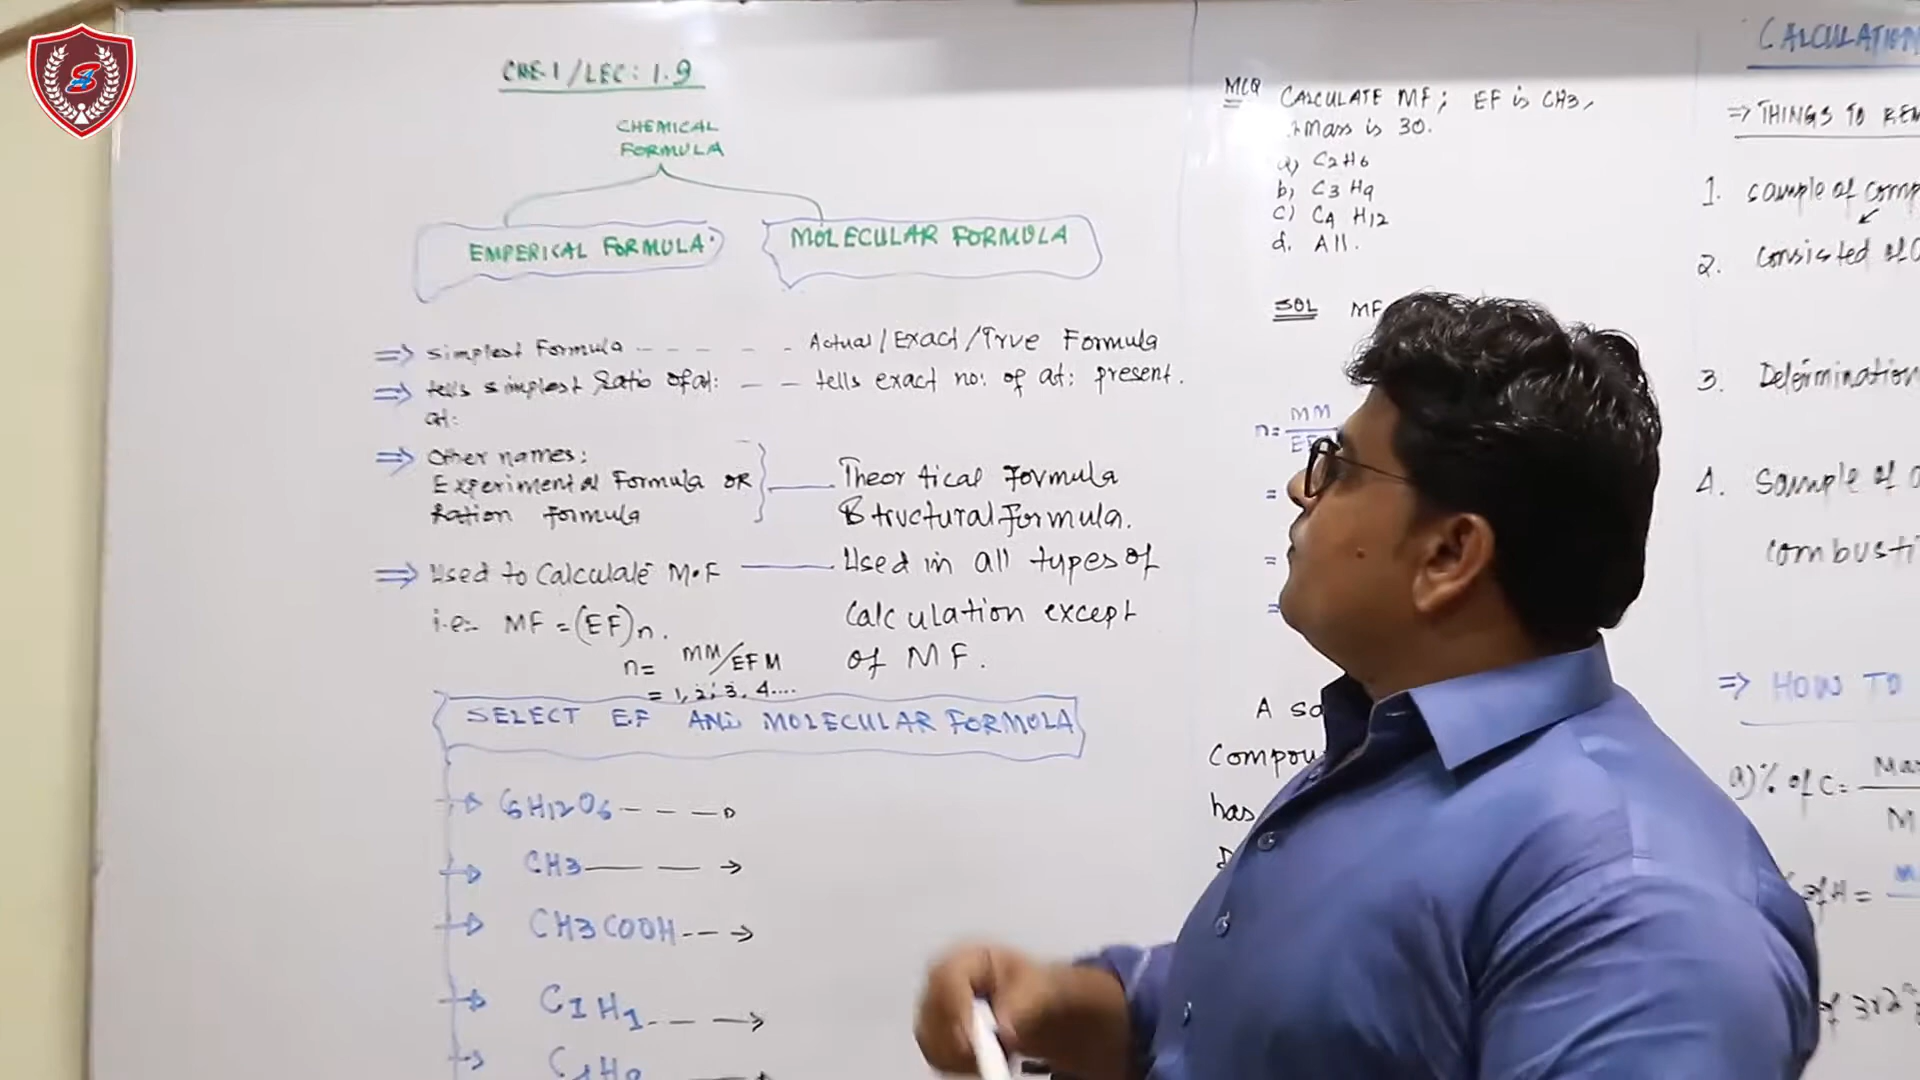 CHE.1/LEC: 1.9
CHEMICAL
FORMULA
EMPERICAL FORMULA
MOLECULAR FORMULA
⇒ simplest Formula - - - - - Actual/Exact/True Formula
⇒ tells simplest Ratio of at: - - tells exact no: of at: present.
at:
⇒ Other names:
Experimental Formula OR
Ration formula
Theortical Formula
Structural formula.
⇒ Used to Calculate M.F
i.e:- MF = (EF)n.
n= MM/EFM
= 1, 2, 3, 4....
Used in all types of
Calculation except
of MF.
SELECT E.F AND MOLECULAR FORMULA
C6H12O6
CH3
CH3COOH
C1H1
MCQ CALCULATE MF; EF is CH3,
Mass is 30.
a) C2H6
b) C3H9
c) C4H12
d. All.
SOL MF
n= MM
=
=
=
A
Compou
has
CALCULATION
⇒ THINGS TO REM
1. sample of comp
2. Consisted of C
3. Determination
4. Sample of
combusti
⇒ HOW TO
a) % of C = Mas
M
of H =